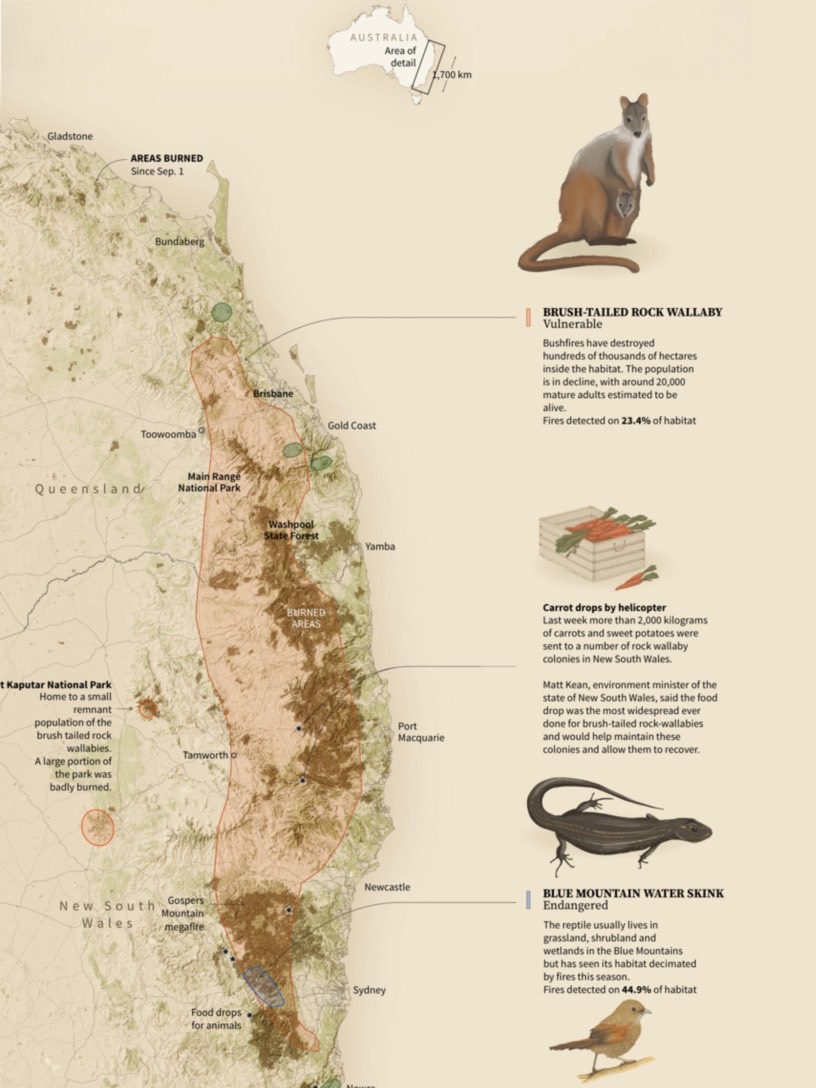 AUSTRALIA
Area of
detail
1,700 km
Gladstone
AREAS BURNED
Since Sep. 1
Bundaberg
BRUSH-TAILED ROCK WALLABY
Vulnerable
Bushfires have destroyed
hundreds of thousands of hectares
inside the habitat. The population
is in decline, with around 20,000
mature adults estimated to be
alive.
Fires detected on 23.4% of habitat
Brisbane
Gold Coast
Toowoomba
Main Range
National Park
Queensland
Washpool
State Forest
Yamba
BURNED
AREAS
Carrot drops by helicopter
Last week more than 2,000 kilograms
of carrots and sweet potatoes were
sent to a number of rock wallaby
colonies in New South Wales.
Matt Kean, environment minister of the
state of New South Wales, said the food
drop was the most widespread ever
done for brush-tailed rock-wallabies
and would help maintain these
colonies and allow them to recover.
t Kaputar National Park
Home to a small
remnant
population of the
brush tailed rock
wallabies.
A large portion of
the park was
badly burned.
Port
Macquarie
Tamworth
Newcastle
New South
Wales
Gospers
Mountain
megafire
BLUE MOUNTAIN WATER SKINK
Endangered
The reptile usually lives in
grassland, shrubland and
wetlands in the Blue Mountains
but has seen its habitat decimated
by fires this season.
Fires detected on 44.9% of habitat
Sydney
Food drops
for animals